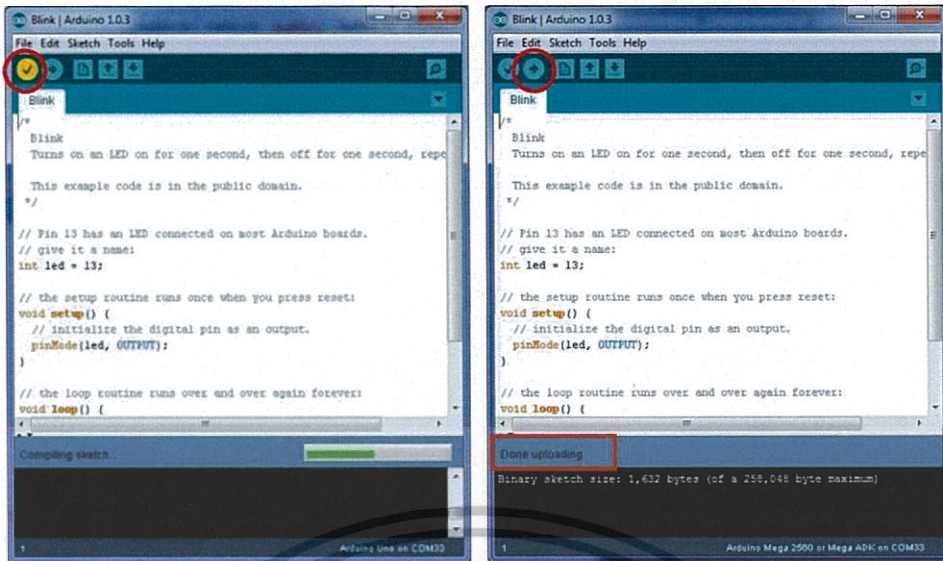 Blink | Arduino 1.0.3
File Edit Sketch Tools Help
Blink
/*
Blink
Turns on an LED on for one second, then off for one second, repe
This example code is in the public domain.
*/
// Pin 13 has an LED connected on most Arduino boards.
// give it a name:
int led = 13;
// the setup routine runs once when you press reset:
void setup() {
// initialize the digital pin as an output.
pinMode(led, OUTPUT);
}
// the loop routine runs over and over again forever:
void loop() {
Compiling sketch...
1
Arduino Uno on COM33
Blink | Arduino 1.0.3
File Edit Sketch Tools Help
Blink
/*
Blink
Turns on an LED on for one second, then off for one second, repe
This example code is in the public domain.
*/
// Pin 13 has an LED connected on most Arduino boards.
// give it a name:
int led = 13;
// the setup routine runs once when you press reset:
void setup() {
// initialize the digital pin as an output.
pinMode(led, OUTPUT);
}
// the loop routine runs over and over again forever:
void loop() {
Done uploading
Binary sketch size: 1,632 bytes (of a 258,048 byte maximum)
1
Arduino Mega 2560 or Mega ADK on COM33